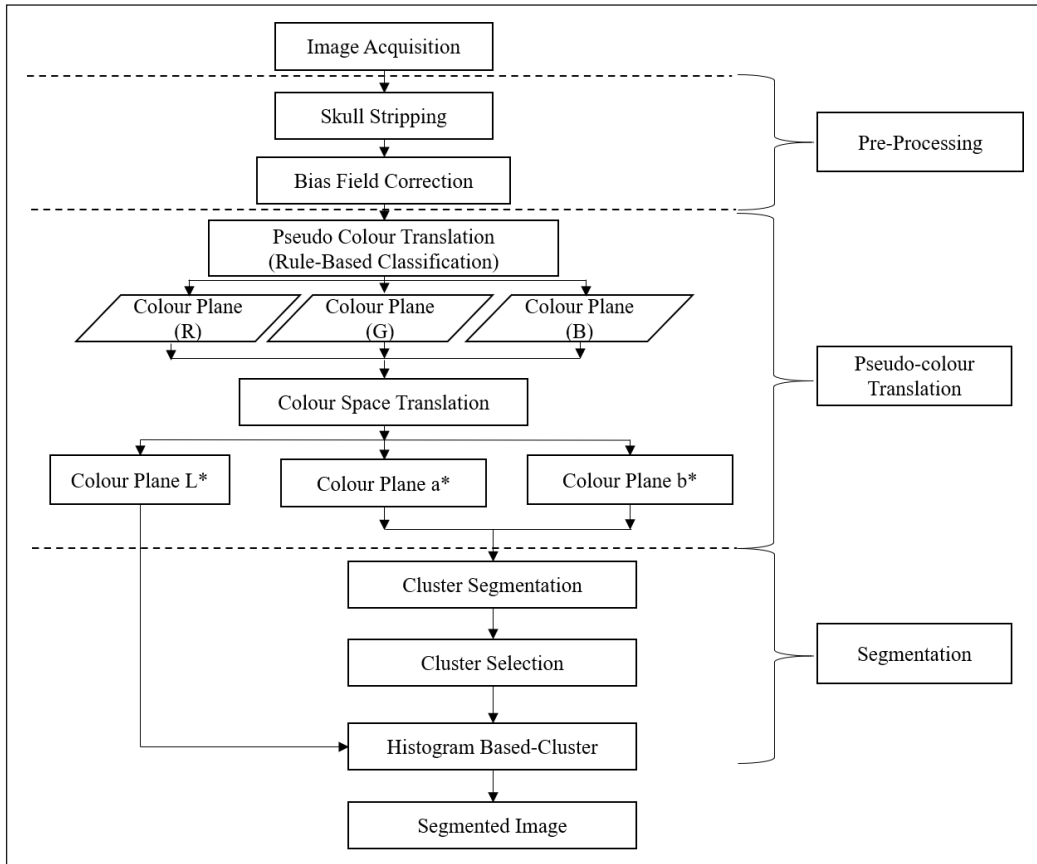 Image Acquisition
Skull Stripping
Pre-Processing
Bias Field Correction
Pseudo Colour Translation
(Rule-Based Classification)
Colour Plane
(R)
Colour Plane
(G)
Colour Plane
(B)
Pseudo-colour
Translation
Colour Space Translation
Colour Plane L*
Colour Plane a*
Colour Plane b*
Cluster Segmentation
Cluster Selection
Segmentation
Histogram Based-Cluster
Segmented Image